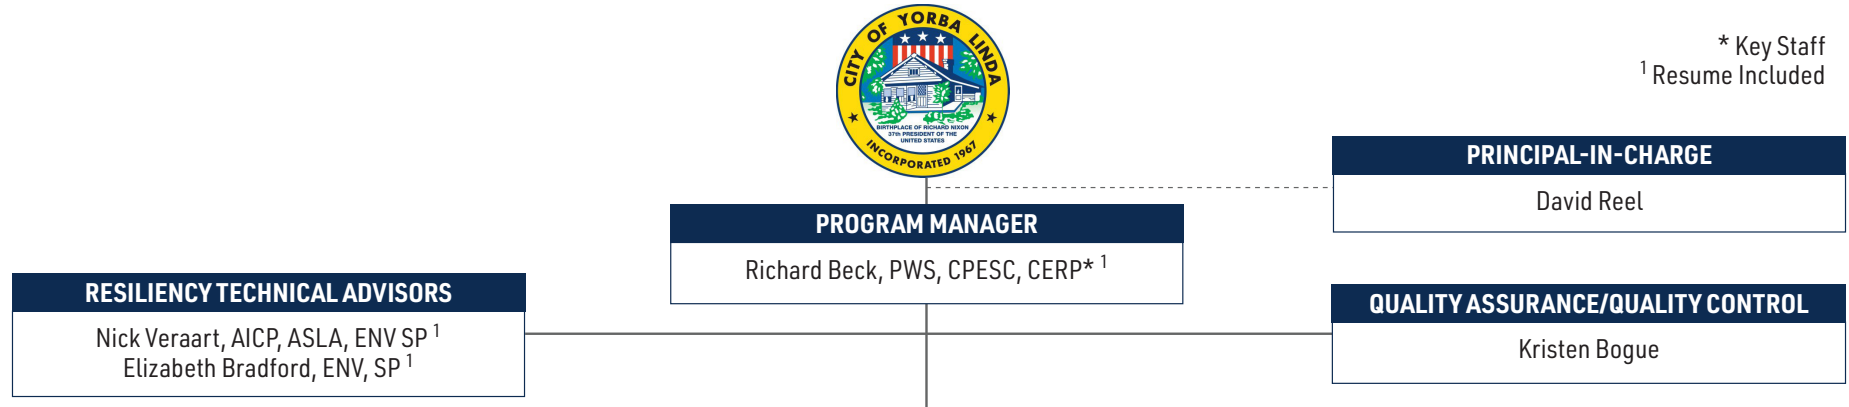 CITY OF YORBA LINDA
BIRTHPLACE OF RICHARD NIXON
37th PRESIDENT OF THE
UNITED STATES
INCORPORATED 1967
* Key Staff
1 Resume Included
PRINCIPAL-IN-CHARGE
David Reel
PROGRAM MANAGER
Richard Beck, PWS, CPESC, CERP* 1
RESILIENCY TECHNICAL ADVISORS
Nick Veraart, AICP, ASLA, ENV SP 1
Elizabeth Bradford, ENV, SP 1
QUALITY ASSURANCE/QUALITY CONTROL
Kristen Bogue